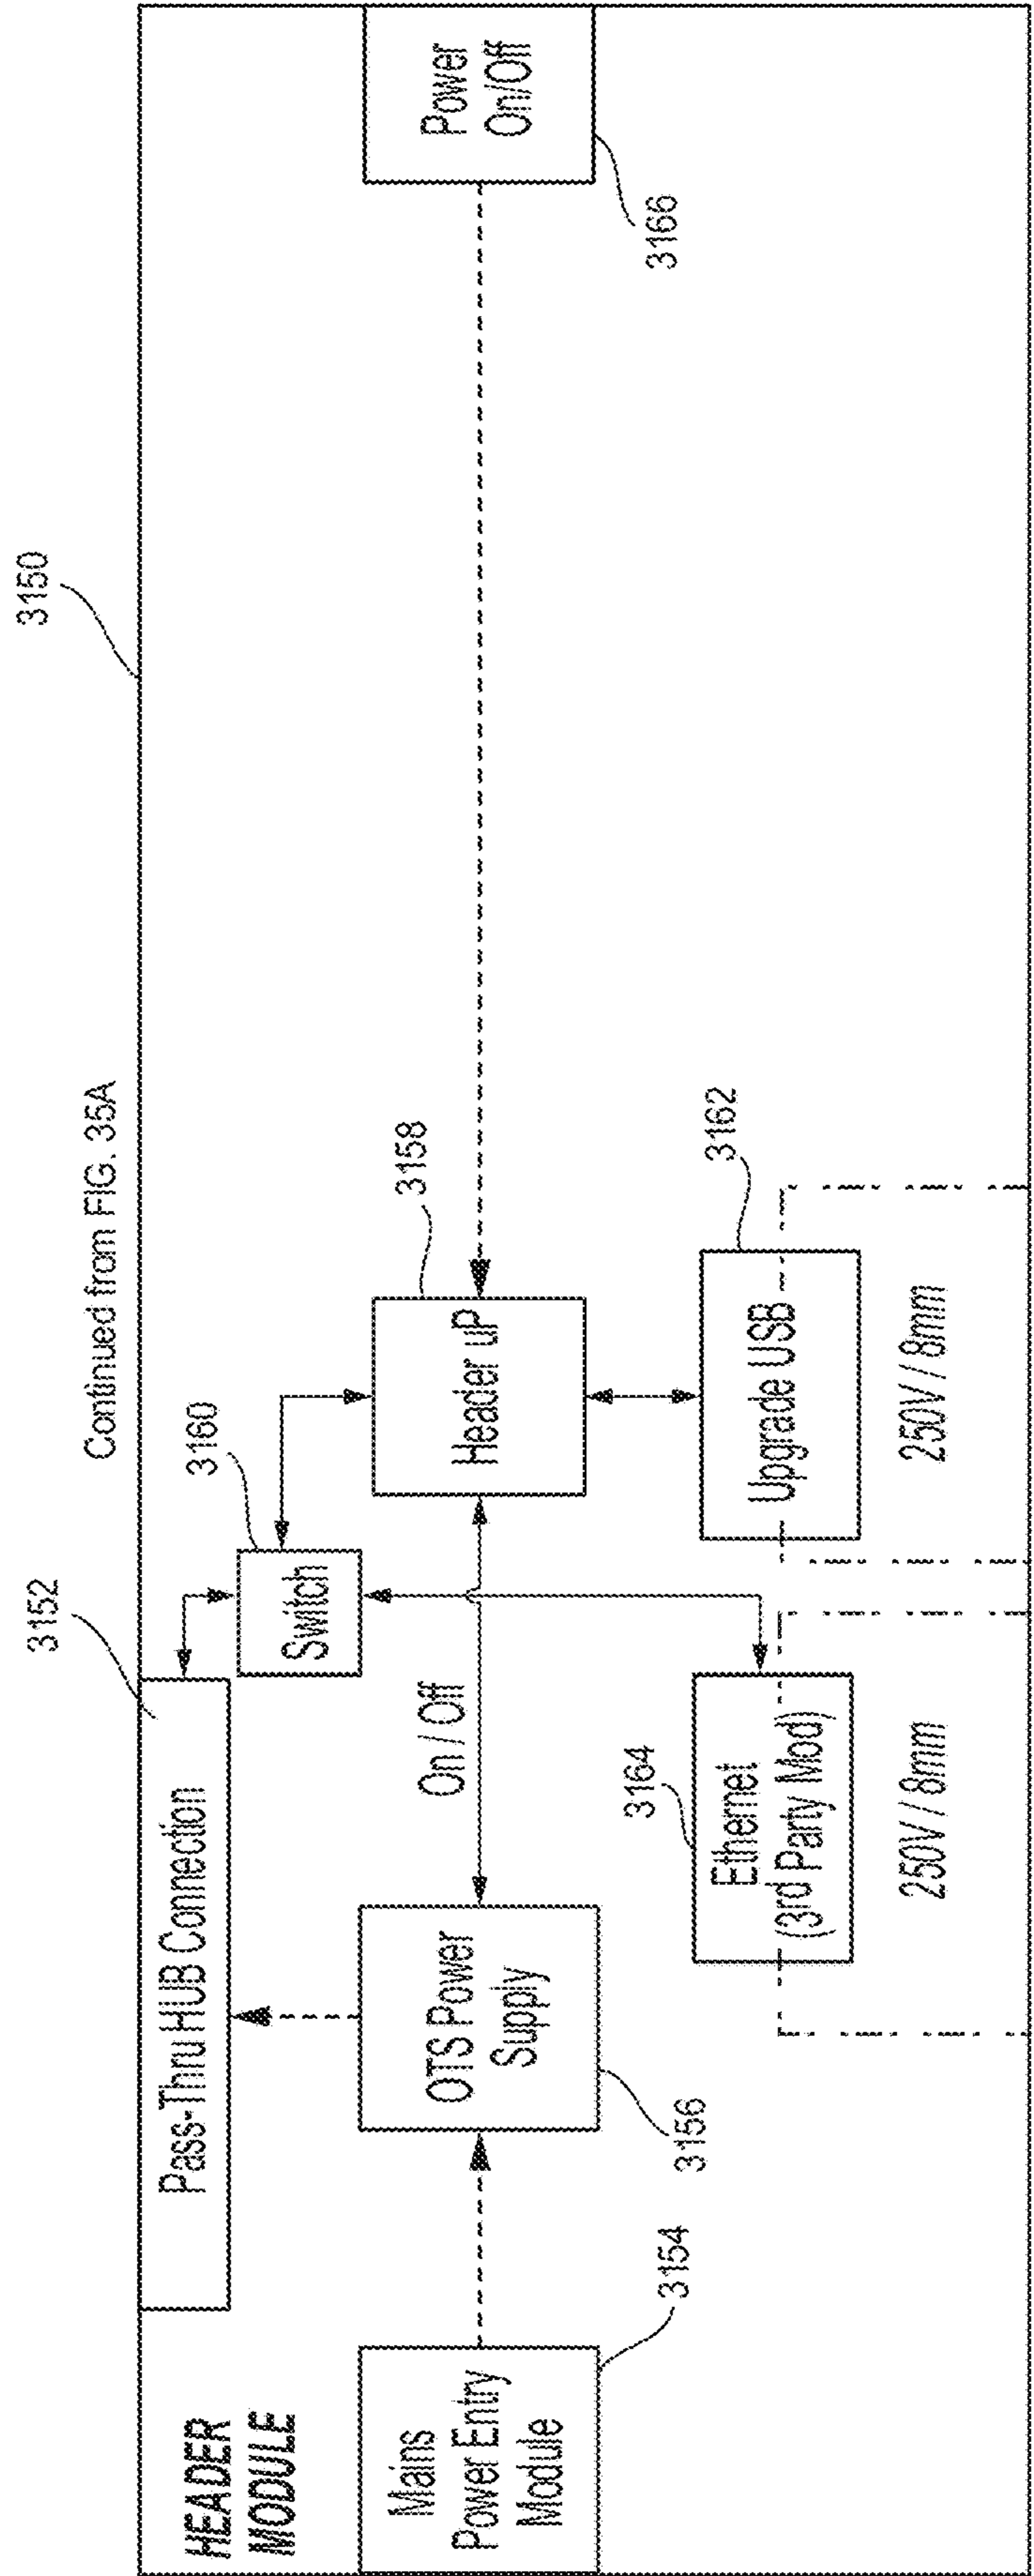 Continued from FIG. 35A
3150
HEADER
MODULE
3152
Pass-Thru HUB Connection
3160
Switch
3158
Header uP
On / Off
OTS Power
Supply
3156
Mains
Power Entry
Module
3154
Power
On/Off
3166
3164
Ethernet
(3rd Party Mod)
250V / 8mm
3162
Upgrade USB
250V / 8mm